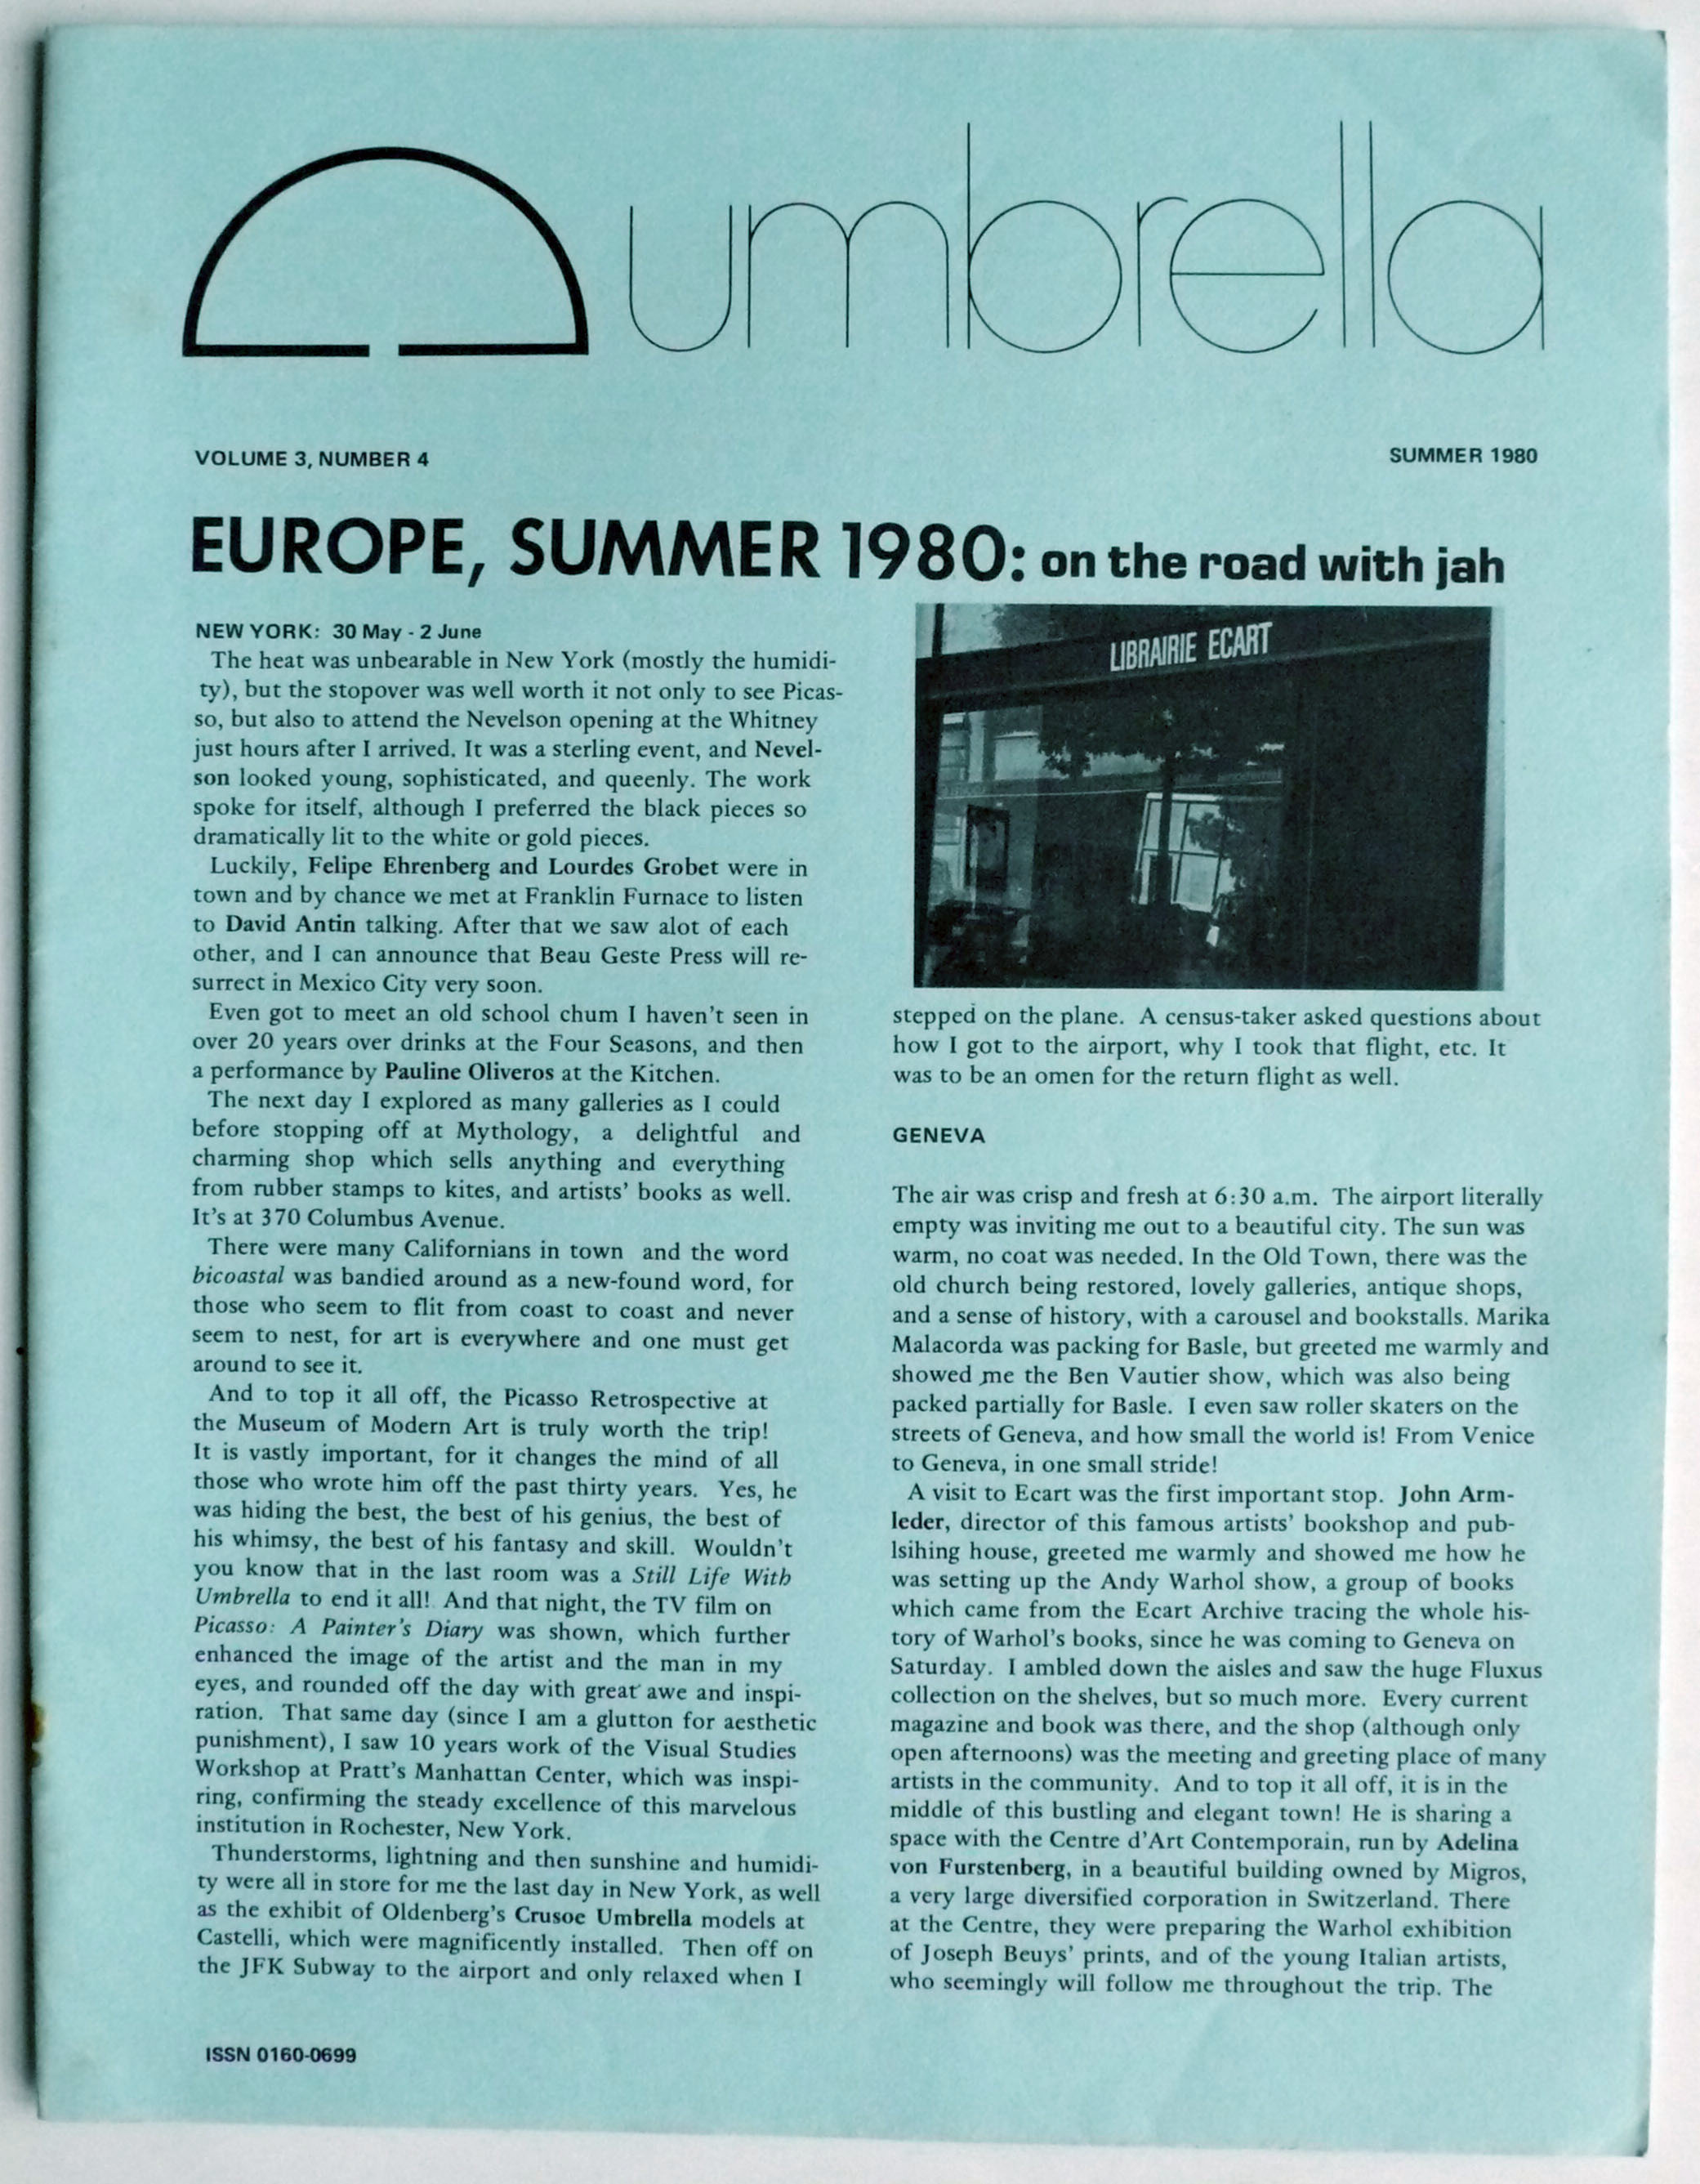 umbrella
VOLUME 3, NUMBER 4
SUMMER 1980
EUROPE, SUMMER 1980: on the road with jah
NEW YORK: 30 May - 2 June
The heat was unbearable in New York (mostly the humidi-
ty), but the stopover was well worth it not only to see Picas-
so, but also to attend the Nevelson opening at the Whitney
just hours after I arrived. It was a sterling event, and Nevel-
son looked young, sophisticated, and queenly. The work
spoke for itself, although I preferred the black pieces so
dramatically lit to the white or gold pieces.
Luckily, Felipe Ehrenberg and Lourdes Grobet were in
town and by chance we met at Franklin Furnace to listen
to David Antin talking. After that we saw alot of each
other, and I can announce that Beau Geste Press will re-
surrect in Mexico City very soon.
Even got to meet an old school chum I haven't seen in
over 20 years over drinks at the Four Seasons, and then
a performance by Pauline Oliveros at the Kitchen.
The next day I explored as many galleries as I could
before stopping off at Mythology, a delightful and
charming shop which sells anything and everything
from rubber stamps to kites, and artists' books as well.
It's at 370 Columbus Avenue.
There were many Californians in town and the word
bicoastal was bandied around as a new-found word, for
those who seem to flit from coast to coast and never
seem to nest, for art is everywhere and one must get
around to see it.
And to top it all off, the Picasso Retrospective at
the Museum of Modern Art is truly worth the trip!
It is vastly important, for it changes the mind of all
those who wrote him off the past thirty years. Yes, he
was hiding the best, the best of his genius, the best of
his whimsy, the best of his fantasy and skill. Wouldn't
you know that in the last room was a Still Life With
Umbrella to end it all! And that night, the TV film on
Picasso: A Painter's Diary was shown, which further
enhanced the image of the artist and the man in my
eyes, and rounded off the day with great awe and inspi-
ration. That same day (since I am a glutton for aesthetic
punishment), I saw 10 years work of the Visual Studies
Workshop at Pratt's Manhattan Center, which was inspi-
ring, confirming the steady excellence of this marvelous
institution in Rochester, New York.
Thunderstorms, lightning and then sunshine and humidi-
ty were all in store for me the last day in New York, as well
as the exhibit of Oldenberg's Crusoe Umbrella models at
Castelli, which were magnificently installed. Then off on
the JFK Subway to the airport and only relaxed when I
LIBRAIRIE ECART
stepped on the plane. A census-taker asked questions about
how I got to the airport, why I took that flight, etc. It
was to be an omen for the return flight as well.
GENEVA
The air was crisp and fresh at 6:30 a.m. The airport literally
empty was inviting me out to a beautiful city. The sun was
warm, no coat was needed. In the Old Town, there was the
old church being restored, lovely galleries, antique shops,
and a sense of history, with a carousel and bookstalls. Marika
Malacorda was packing for Basle, but greeted me warmly and
showed me the Ben Vautier show, which was also being
packed partially for Basle. I even saw roller skaters on the
streets of Geneva, and how small the world is! From Venice
to Geneva, in one small stride!
A visit to Ecart was the first important stop. John Arm-
leder, director of this famous artists' bookshop and pub-
lsihing house, greeted me warmly and showed me how he
was setting up the Andy Warhol show, a group of books
which came from the Ecart Archive tracing the whole his-
tory of Warhol's books, since he was coming to Geneva on
Saturday. I ambled down the aisles and saw the huge Fluxus
collection on the shelves, but so much more. Every current
magazine and book was there, and the shop (although only
open afternoons) was the meeting and greeting place of many
artists in the community. And to top it all off, it is in the
middle of this bustling and elegant town! He is sharing a
space with the Centre d'Art Contemporain, run by Adelina
von Furstenberg, in a beautiful building owned by Migros,
a very large diversified corporation in Switzerland. There
at the Centre, they were preparing the Warhol exhibition
of Joseph Beuys' prints, and of the young Italian artists,
who seemingly will follow me throughout the trip. The
ISSN 0160-0699